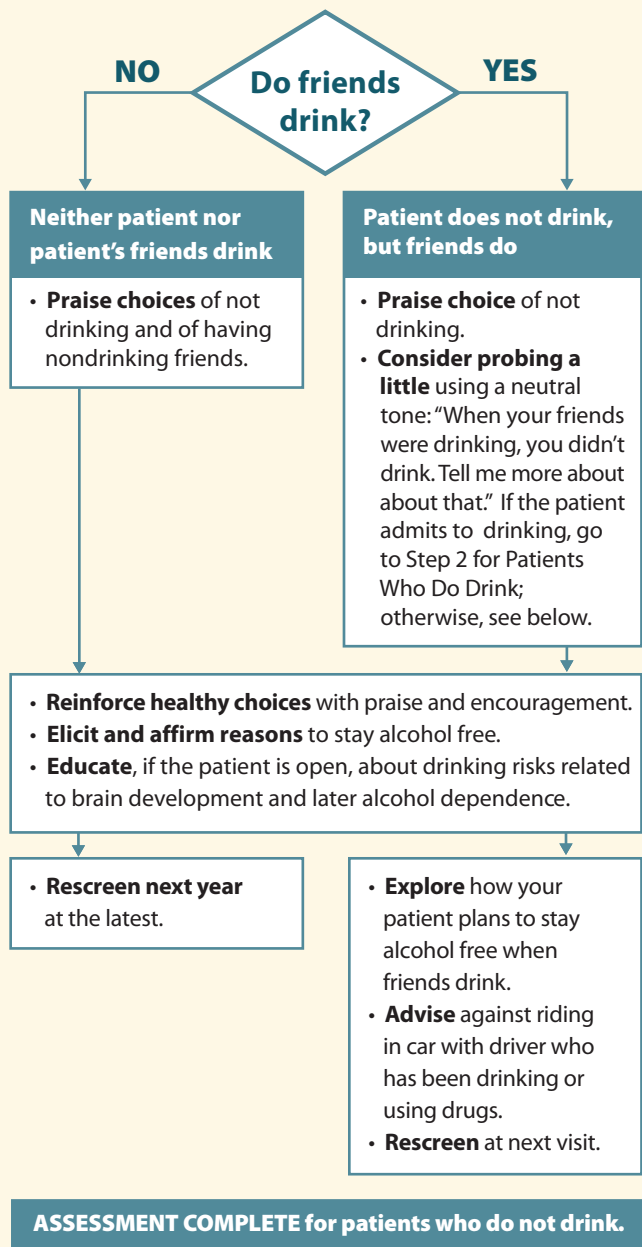 Do friends
drink?
NO
YES
Neither patient nor
patient’s friends drink
• Praise choices of not
drinking and of having
nondrinking friends.
Patient does not drink,
but friends do
• Praise choice of not
drinking.
• Consider probing a
little using a neutral
tone: “When your friends
were drinking, you didn’t
drink. Tell me more about
about that.” If the patient
admits to drinking, go
to Step 2 for Patients
Who Do Drink;
otherwise, see below.
• Reinforce healthy choices with praise and encouragement.
• Elicit and affirm reasons to stay alcohol free.
• Educate, if the patient is open, about drinking risks related
to brain development and later alcohol dependence.
• Rescreen next year
at the latest.
• Explore how your
patient plans to stay
alcohol free when
friends drink.
• Advise against riding
in car with driver who
has been drinking or
using drugs.
• Rescreen at next visit.
ASSESSMENT COMPLETE for patients who do not drink.